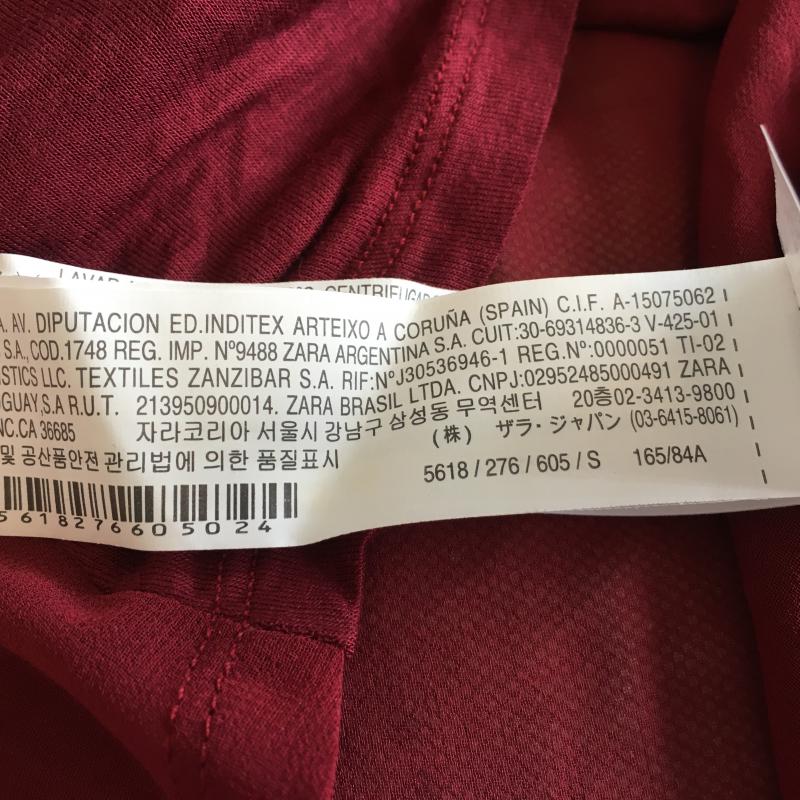 LAVAR CENTRIFUGADO
A. AV. DIPUTACION ED.INDITEX ARTEIXO A CORUÑA (SPAIN) C.I.F. A-15075062
S.A., COD.1748 REG. IMP. Nº9488 ZARA ARGENTINA S.A. CUIT:30-69314836-3 V-425-01
ISTICS LLC. TEXTILES ZANZIBAR S.A. RIF:NºJ30536946-1 REG.Nº:0000051 TI-02
GUAY,S.A R.U.T. 213950900014. ZARA BRASIL LTDA. CNPJ:02952485000491 ZARA
NC.CA 36685 자라코리아 서울시 강남구 삼성동 무역센터 20층02-3413-9800
(株) ザラ・ジャパン (03-6415-8061)
및 공산품안전 관리법에 의한 품질표시
5618 / 276 / 605 / S 165/84A
5618276605024